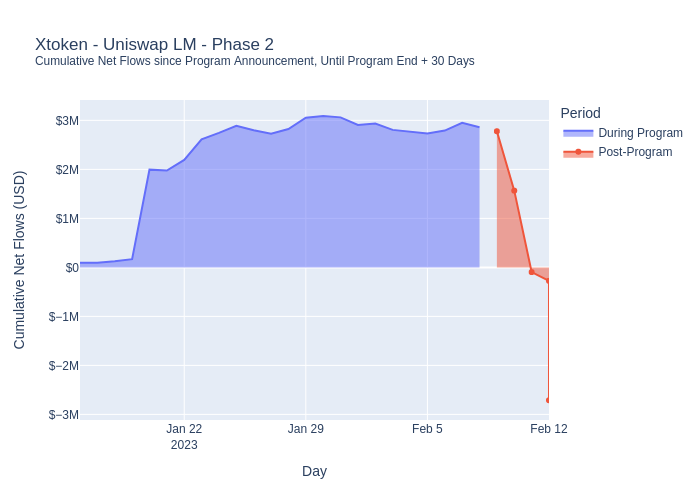 Xtoken - Uniswap LM - Phase 2
Cumulative Net Flows since Program Announcement, Until Program End + 30 Days
Period
During Program
Post-Program
Cumulative Net Flows (USD)
$3M
$2M
$1M
$0
$−1M
$−2M
$−3M
Jan 22
2023
Jan 29
Feb 5
Feb 12
Day